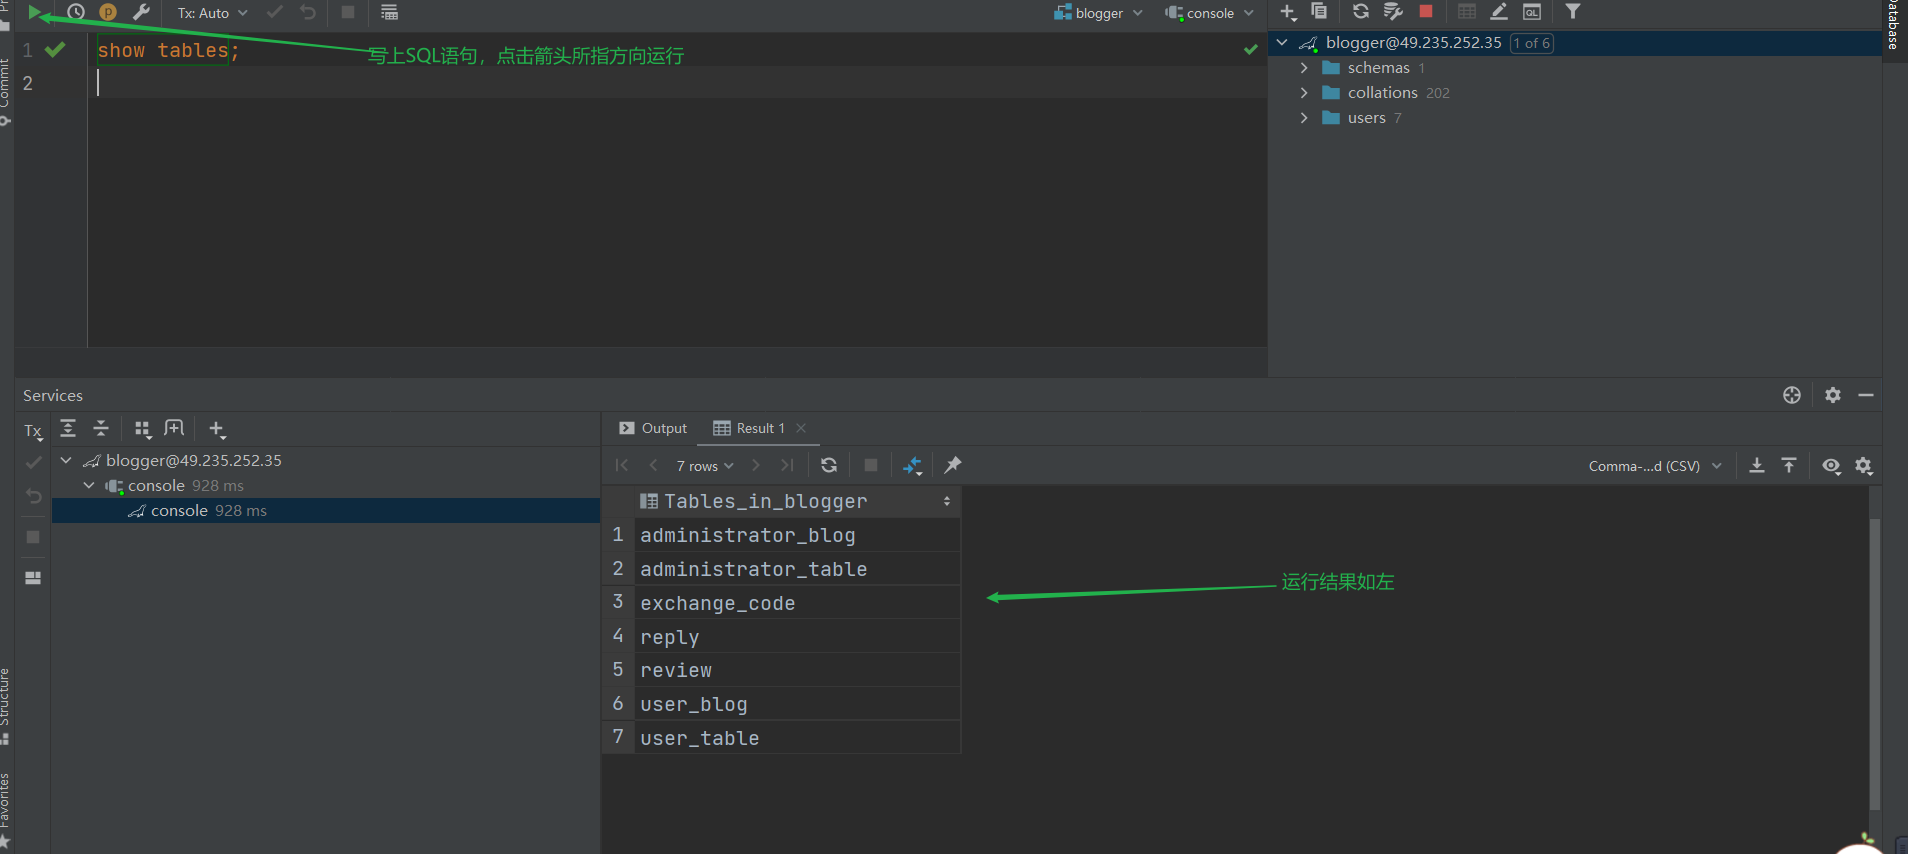 Tx: Auto
blogger
console
1 show tables;
写上SQL语句，点击箭头所指方向运行
2
blogger@49.235.252.35 1 of 6
schemas 1
collations 202
users 7
Database
Commit
Structure
Favorites
Services
Tx
blogger@49.235.252.35
console 928 ms
console 928 ms
Output
Result 1
7 rows
Comma-...d (CSV)
Tables_in_blogger
1 administrator_blog
2 administrator_table
3 exchange_code
4 reply
5 review
6 user_blog
7 user_table
运行结果如左